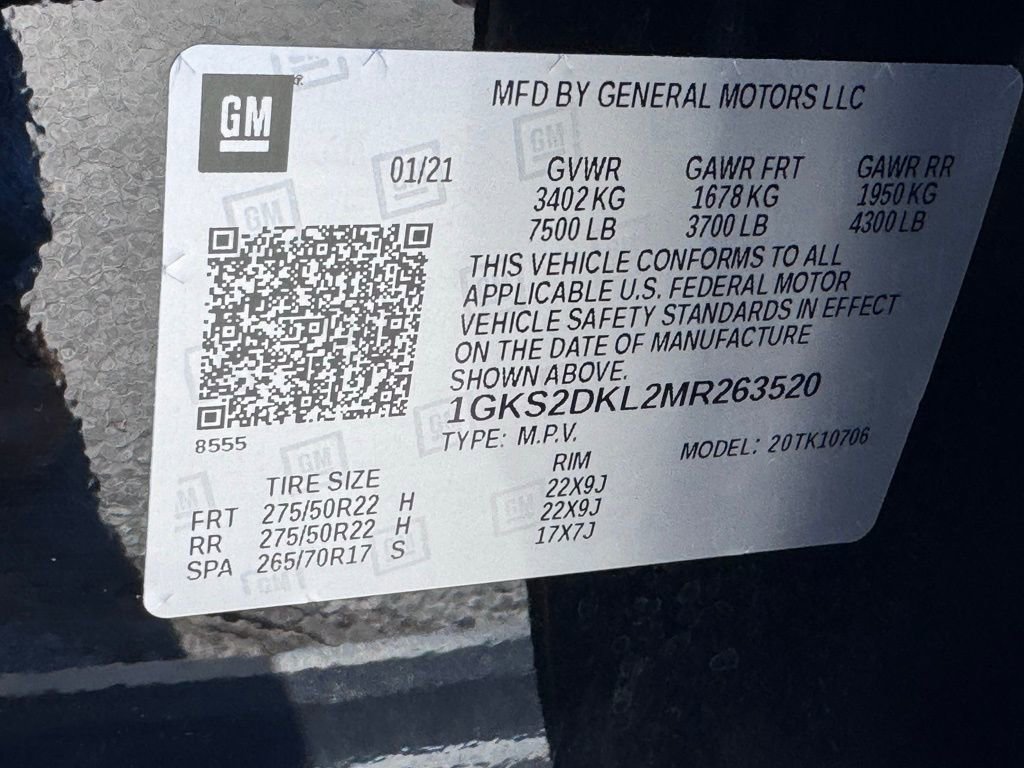 GM
MFD BY GENERAL MOTORS LLC
01/21
GVWR GAWR FRT GAWR RR
3402 KG 1678 KG 1950 KG
7500 LB 3700 LB 4300 LB
THIS VEHICLE CONFORMS TO ALL
APPLICABLE U.S. FEDERAL MOTOR
VEHICLE SAFETY STANDARDS IN EFFECT
ON THE DATE OF MANUFACTURE
SHOWN ABOVE.
1GKS2DKL2MR263520
8555
TYPE: M.P.V. MODEL: 20TK10706
TIRE SIZE RIM
FRT 275/50R22 H 22X9J
RR 275/50R22 H 22X9J
SPA 265/70R17 S 17X7J